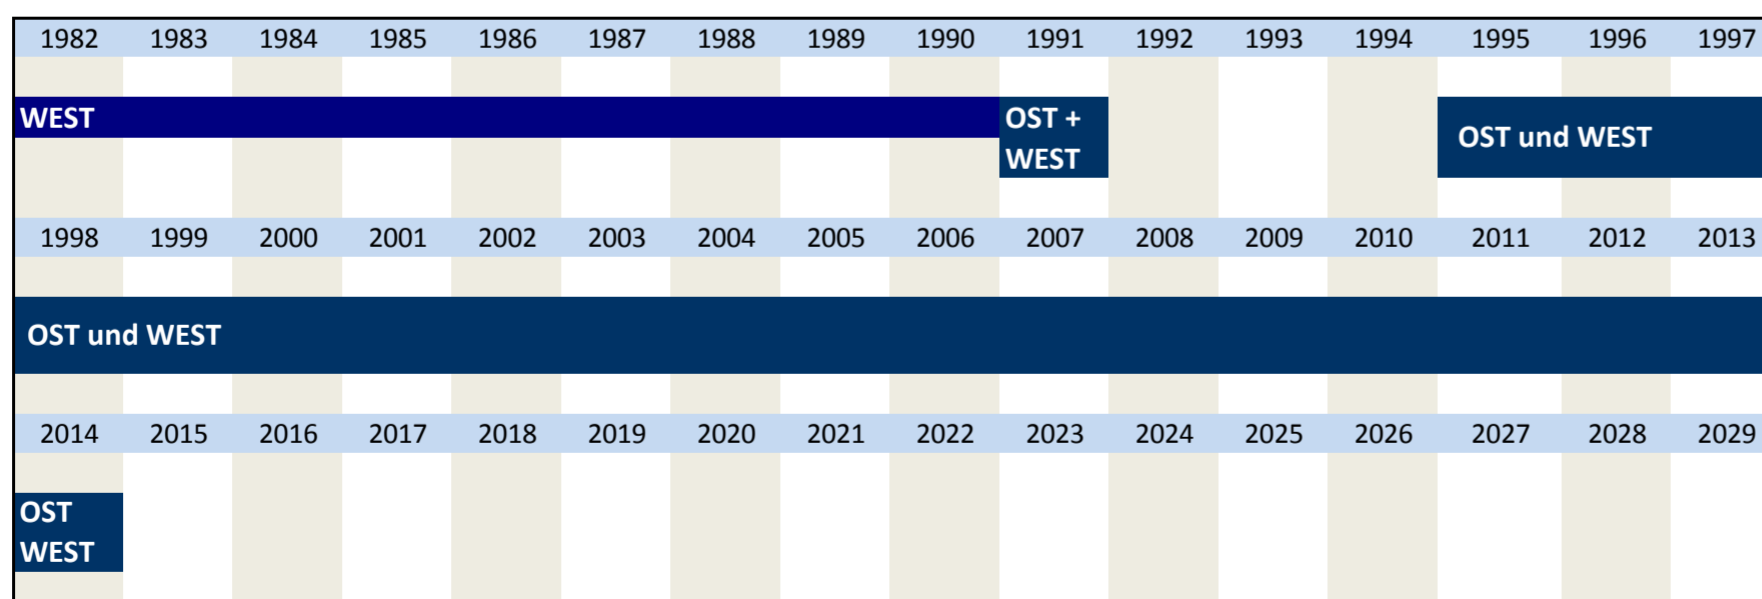 1982 1983 1984 1985 1986 1987 1988 1989 1990 1991 1992 1993 1994 1995 1996 1997
WEST
OST +
WEST
OST und WEST
1998 1999 2000 2001 2002 2003 2004 2005 2006 2007 2008 2009 2010 2011 2012 2013
OST und WEST
2014 2015 2016 2017 2018 2019 2020 2021 2022 2023 2024 2025 2026 2027 2028 2029
OST
WEST